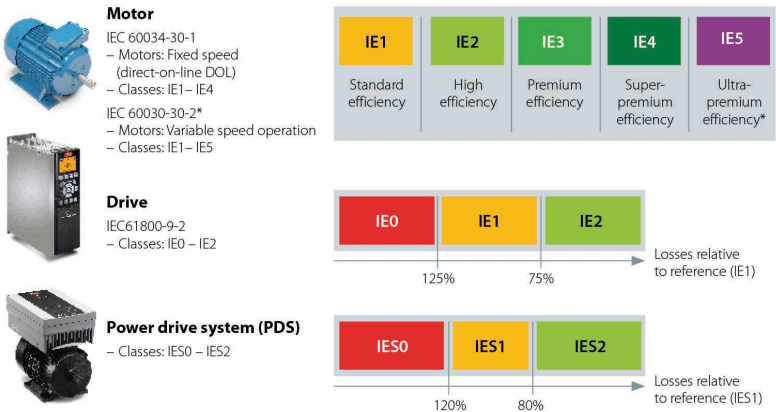 Motor
IEC 60034-30-1
– Motors: Fixed speed
(direct-on-line DOL)
– Classes: IE1– IE4
IEC 60030-30-2*
– Motors: Variable speed operation
– Classes: IE1– IE5
IE1
Standard
efficiency
IE2
High
efficiency
IE3
Premium
efficiency
IE4
Super-
premium
efficiency
IE5
Ultra-
premium
efficiency*
Drive
IEC61800-9-2
– Classes: IE0 – IE2
IE0
IE1
IE2
125%
75%
Losses relative
to reference (IE1)
Power drive system (PDS)
– Classes: IES0 – IES2
IES0
IES1
IES2
120%
80%
Losses relative
to reference (IES1)